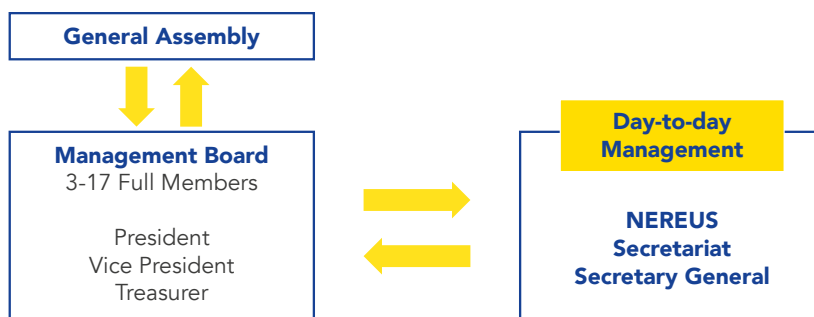 General Assembly
Management Board
3-17 Full Members
President
Vice President
Treasurer
Day-to-day
Management
NEREUS
Secretariat
Secretary General